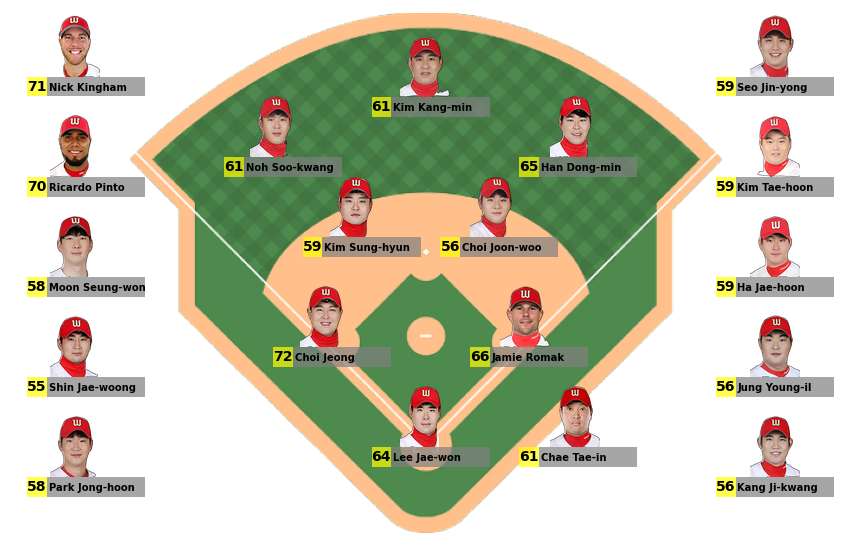 71 Nick Kingham
59 Seo Jin-yong
61 Kim Kang-min
70 Ricardo Pinto
61 Noh Soo-kwang
65 Han Dong-min
59 Kim Tae-hoon
59 Kim Sung-hyun
56 Choi Joon-woo
58 Moon Seung-won
59 Ha Jae-hoon
72 Choi Jeong
66 Jamie Romak
55 Shin Jae-woong
56 Jung Young-il
64 Lee Jae-won
61 Chae Tae-in
58 Park Jong-hoon
56 Kang Ji-kwang